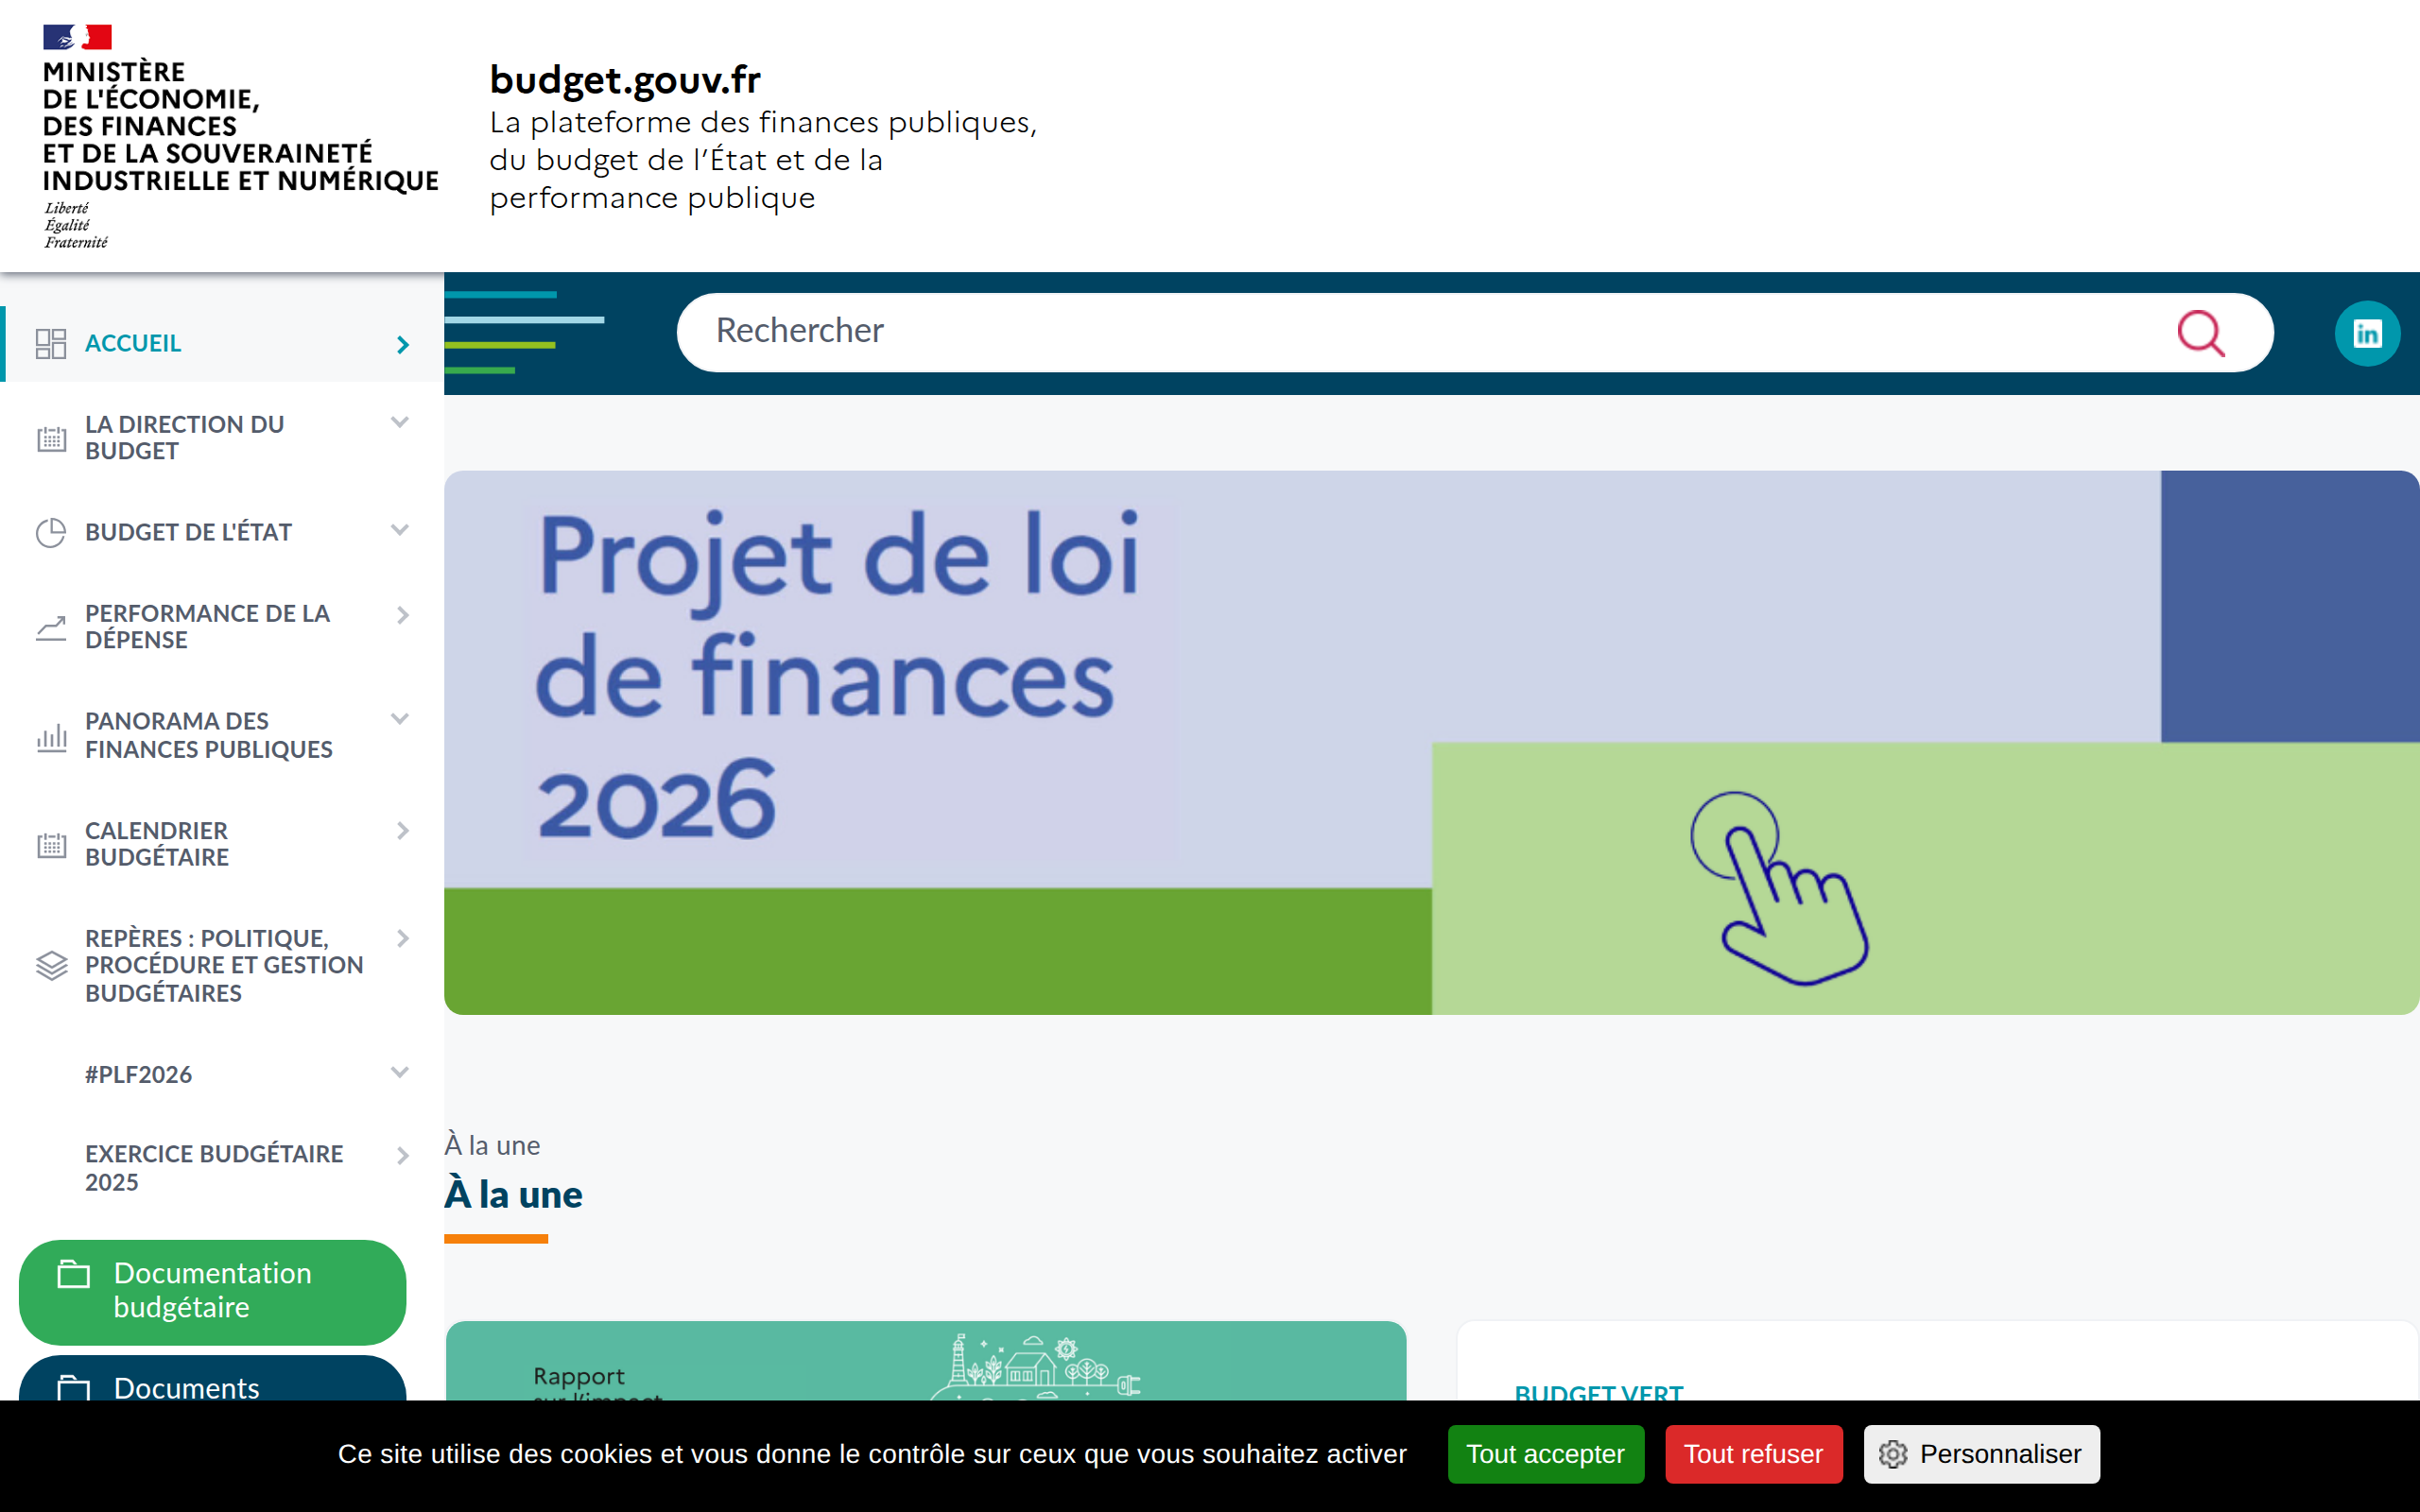 MINISTÈRE
DE L'ÉCONOMIE,
DES FINANCES
ET DE LA SOUVERAINETÉ
INDUSTRIELLE ET NUMÉRIQUE
Liberté
Égalité
Fraternité
budget.gouv.fr
La plateforme des finances publiques,
du budget de l’État et de la
performance publique
Rechercher
in
ACCUEIL
LA DIRECTION DU
BUDGET
BUDGET DE L'ÉTAT
PERFORMANCE DE LA
DÉPENSE
PANORAMA DES
FINANCES PUBLIQUES
CALENDRIER
BUDGÉTAIRE
REPÈRES : POLITIQUE,
PROCÉDURE ET GESTION
BUDGÉTAIRES
#PLF2026
EXERCICE BUDGÉTAIRE
2025
Documentation
budgétaire
Documents
Projet de loi
de finances
2026
À la une
À la une
Rapport
sur l'impact
BUDGET VERT
Ce site utilise des cookies et vous donne le contrôle sur ceux que vous souhaitez activer
Tout accepter
Tout refuser
Personnaliser